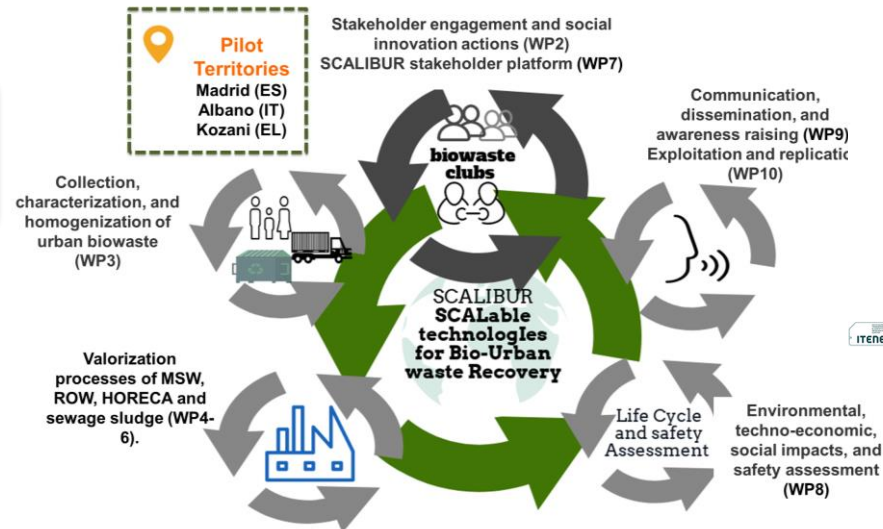 Pilot
Territories
Madrid (ES)
Albano (IT)
Kozani (EL)
Stakeholder engagement and social
innovation actions (WP2)
SCALIBUR stakeholder platform (WP7)
biowaste
clubs
Communication,
dissemination, and
awareness raising (WP9)
Exploitation and replicatic
(WP10)
Collection,
characterization, and
homogenization of
urban biowaste
(WP3)
SCALIBUR
SCALable
technologIes
for Bio-Urban
waste Recovery
Valorization
processes of MSW,
ROW, HORECA and
sewage sludge (WP4-
6).
Life Cycle
and safety
Assessment
Environmental,
techno-economic,
social impacts, and
safety assessment
(WP8)
ITENE